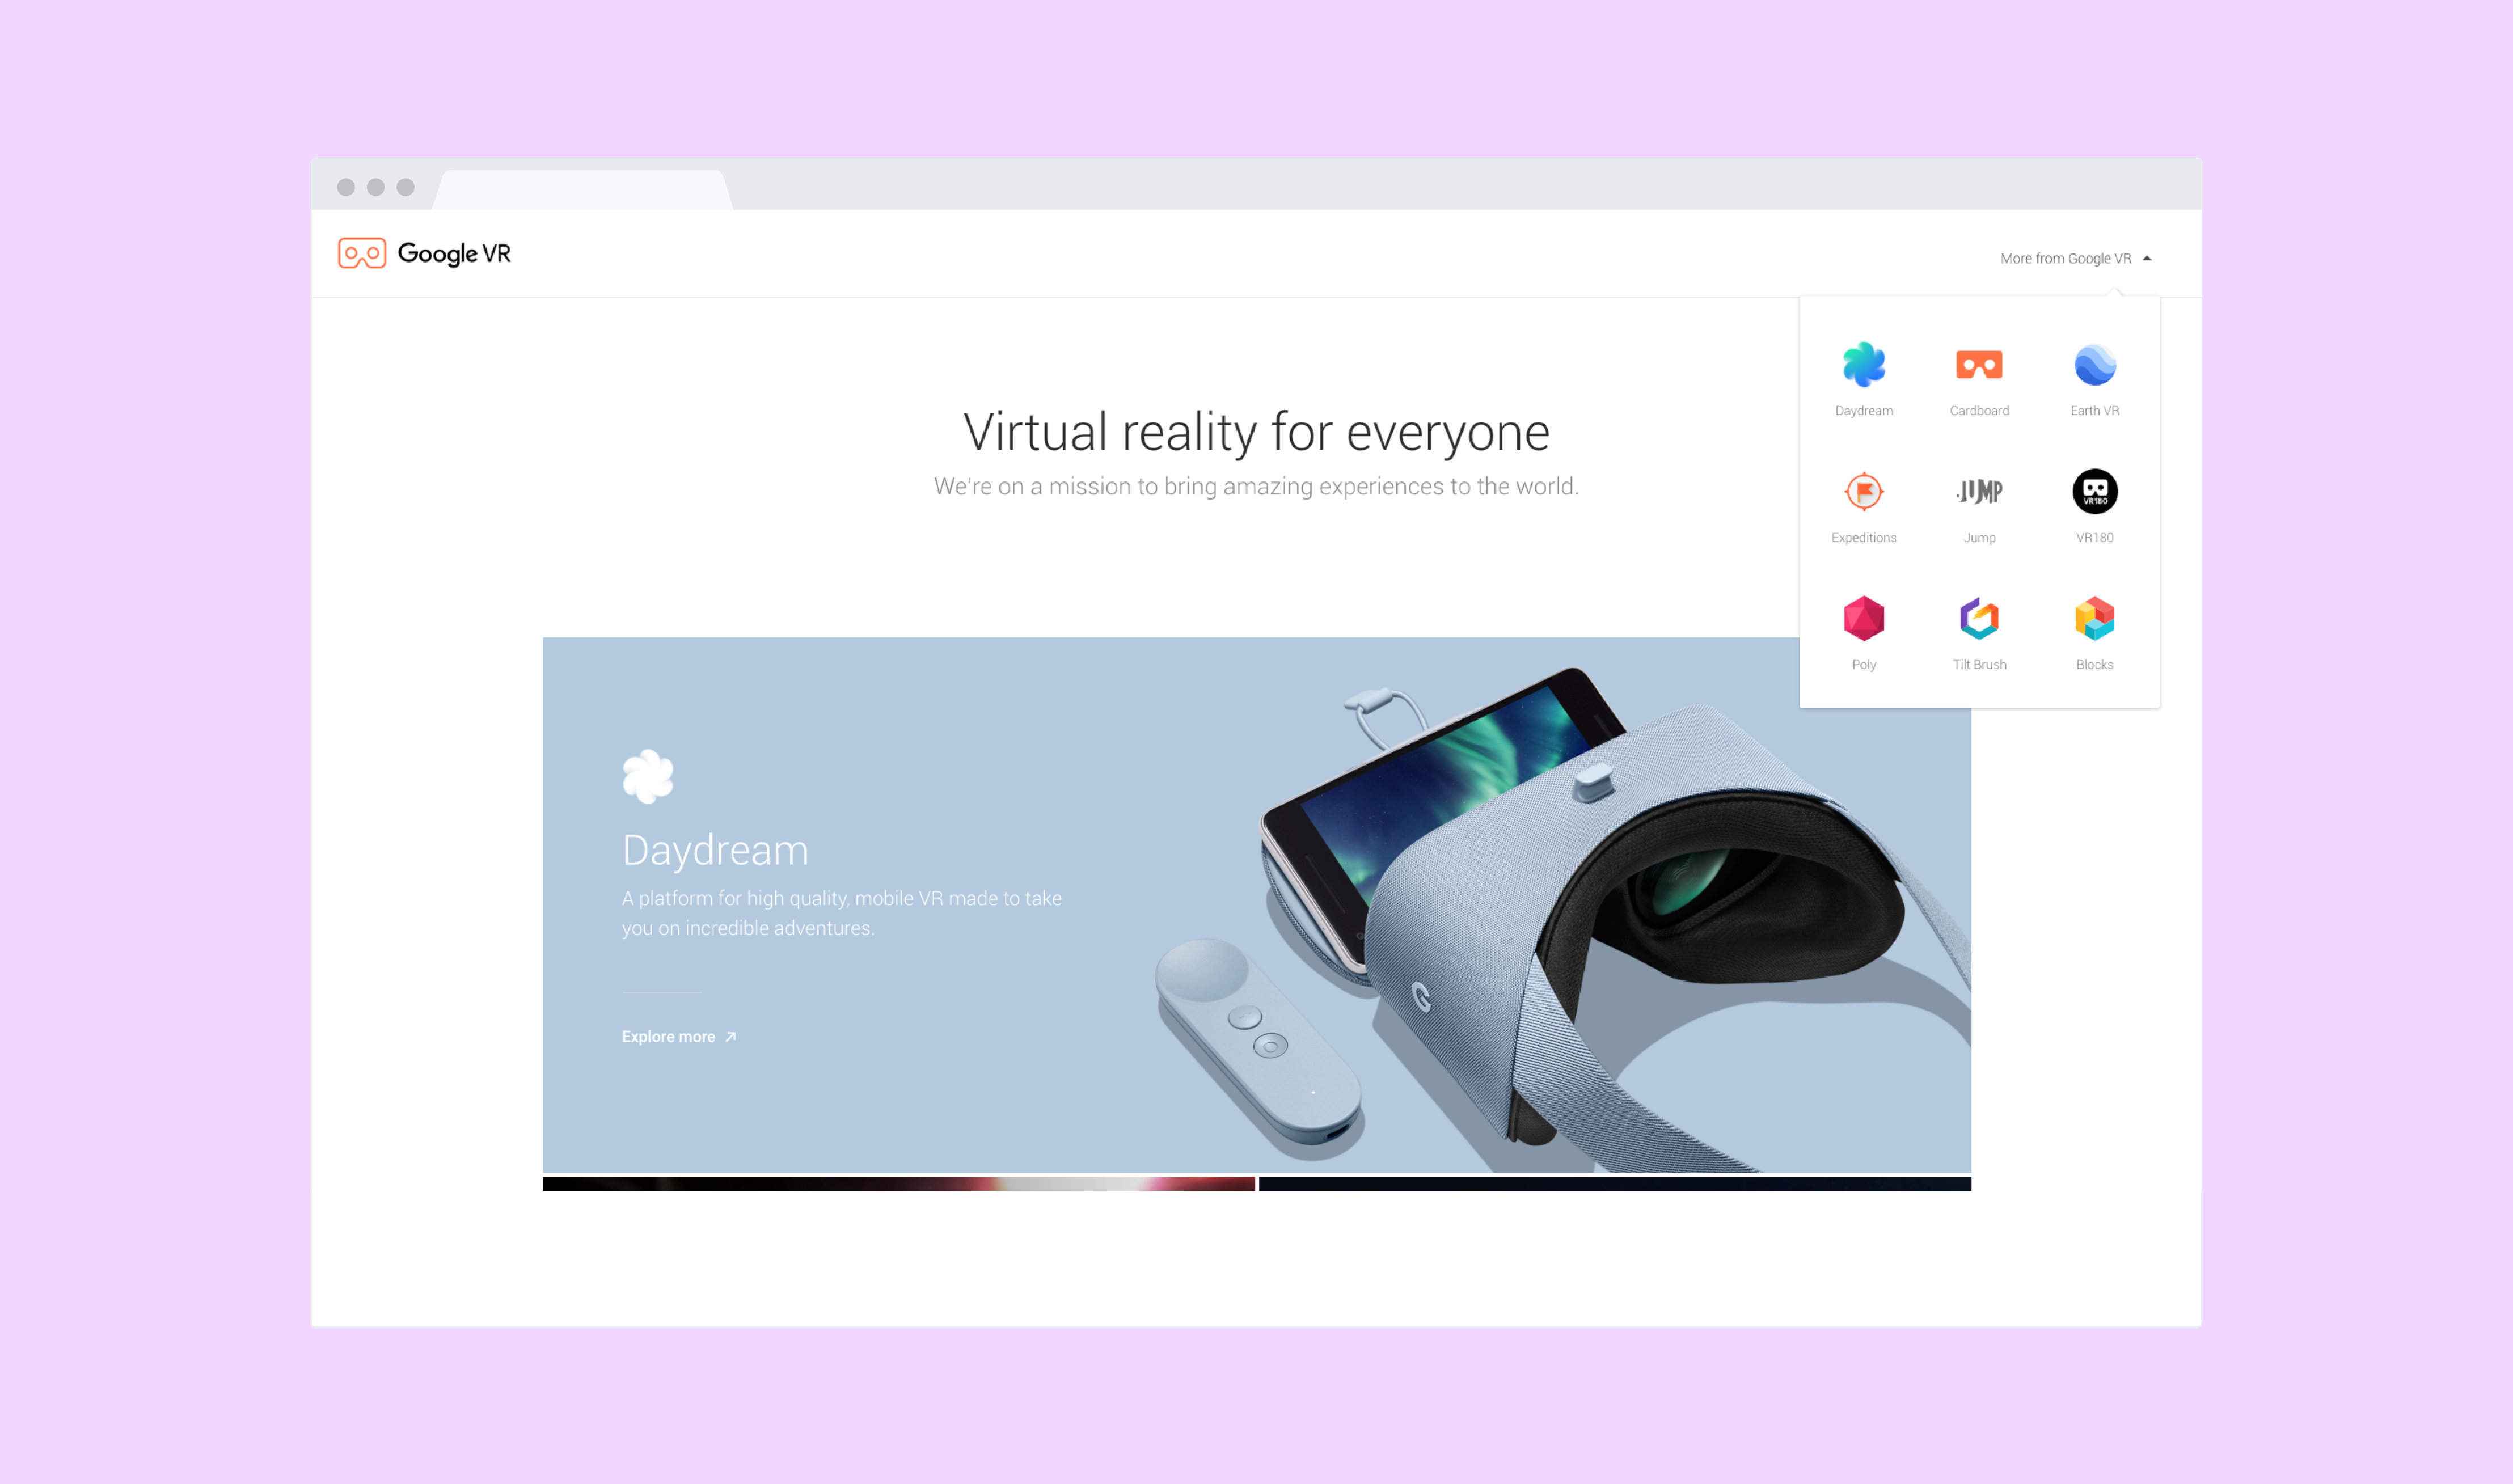 Google VR
More from Google VR
Daydream
Cardboard
Earth VR
JUMP
VR180
Expeditions
Jump
VR180
Poly
Tilt Brush
Blocks
Virtual reality for everyone
We're on a mission to bring amazing experiences to the world.
Daydream
A platform for high quality, mobile VR made to take
you on incredible adventures.
Explore more
G